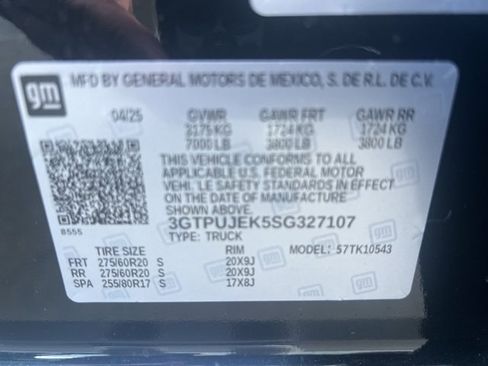 gm
MFD BY GENERAL MOTORS DE MEXICO, S. DE R.L. DE C.V.
04/25 GVWR GAWR FRT GAWR RR
3175 KG 1724 KG 1724 KG
7000 LB 3800 LB 3800 LB
THIS VEHICLE CONFORMS TO ALL
APPLICABLE U.S. FEDERAL MOTOR
VEHICLE SAFETY STANDARDS IN EFFECT
ON THE DATE OF MANUFACTURE
SHOWN ABOVE.
3GTPUJEK5SG327107
B555 TYPE: TRUCK
TIRE SIZE RIM MODEL: 57TK10543
FRT 275/60R20 S 20X9J
RR 275/60R20 S 20X9J
SPA 255/80R17 S 17X8J